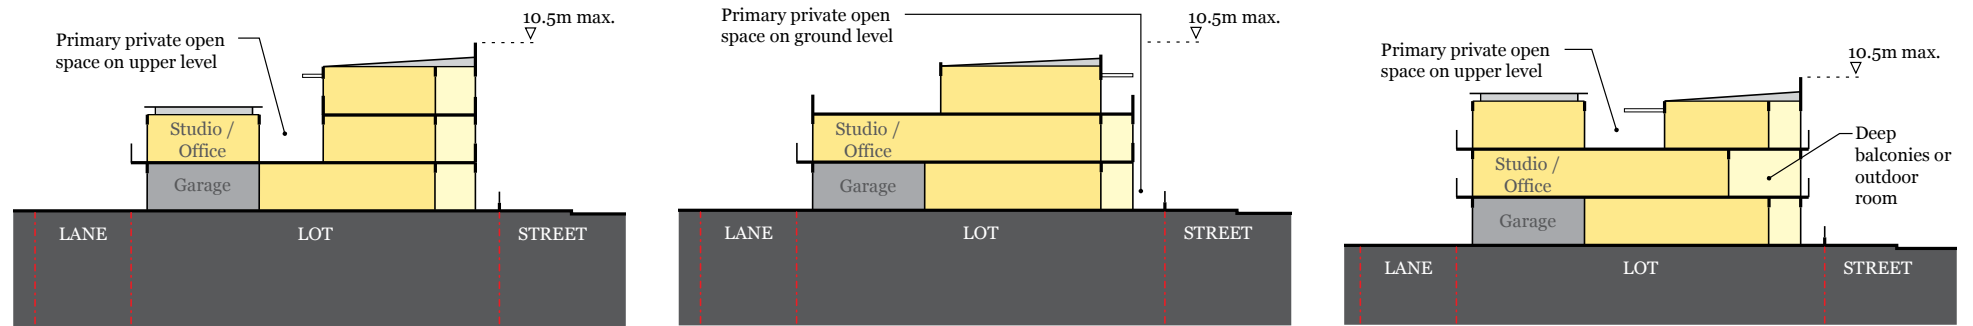 10.5m max.
Primary private open
space on upper level
Studio /
Office
Garage
LANE
LOT
STREET
Primary private open
space on ground level
10.5m max.
Studio /
Office
Garage
LANE
LOT
STREET
Primary private open
space on upper level
10.5m max.
Deep
balconies or
outdoor
room
Studio /
Office
Garage
LANE
LOT
STREET